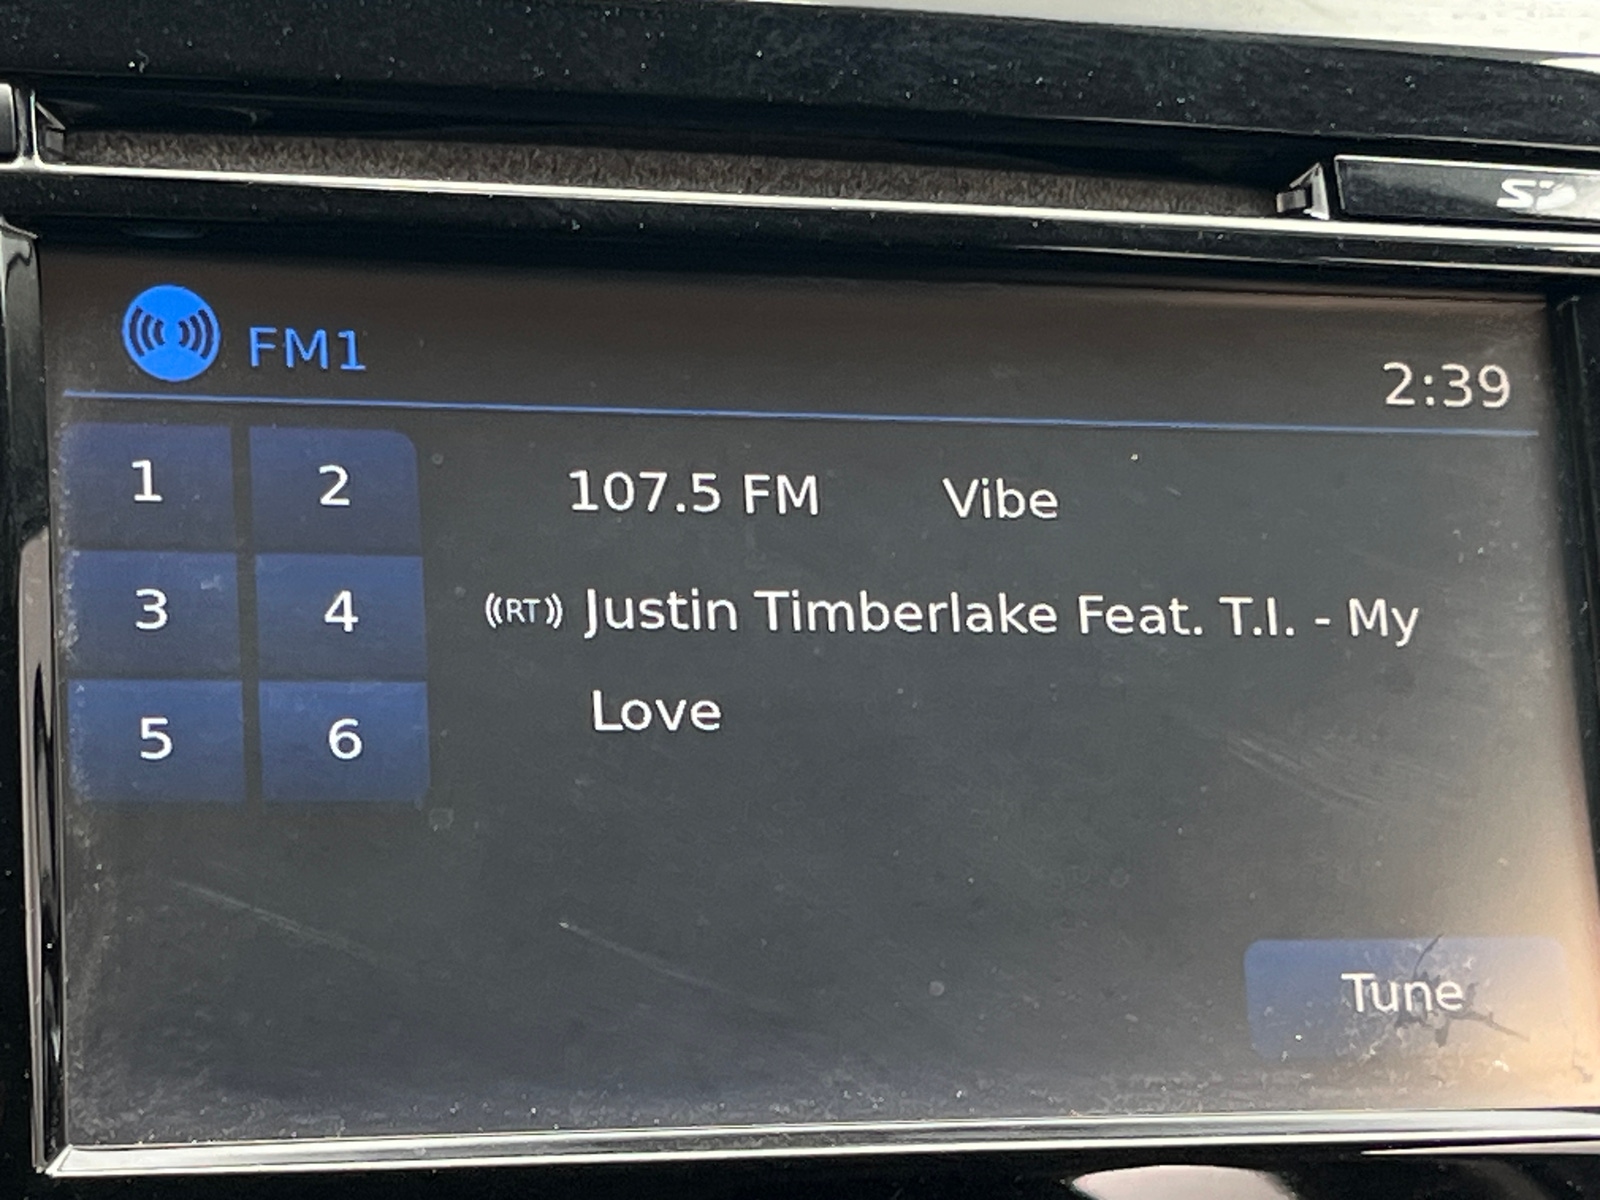 SD
FM1
2:39
1 2
107.5 FM Vibe
3 4
((RT)) Justin Timberlake Feat. T.I. - My
Love
5 6
Tune